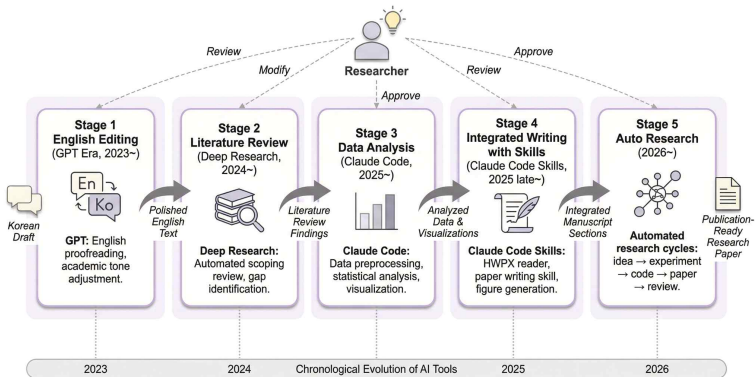 Researcher
Review
Modify
Approve
Review
Approve
Korean
Draft
Stage 1
English Editing
(GPT Era, 2023~)
En
Ko
GPT: English
proofreading,
academic tone
adjustment.
Polished
English
Text
Stage 2
Literature Review
(Deep Research,
2024~)
Deep Research:
Automated scoping
review, gap
identification.
Literature
Review
Findings
Stage 3
Data Analysis
(Claude Code,
2025~)
Claude Code:
Data preprocessing,
statistical analysis,
visualization.
Analyzed
Data &
Visualizations
Stage 4
Integrated Writing
with Skills
(Claude Code Skills,
2025 late~)
Claude Code Skills:
HWPX reader,
paper writing skill,
figure generation.
Integrated
Manuscript
Sections
Stage 5
Auto Research
(2026~)
Automated
research cycles:
idea → experiment
→ code → paper
→ review.
Publication-
Ready
Research
Paper
2023
2024
Chronological Evolution of AI Tools
2025
2026